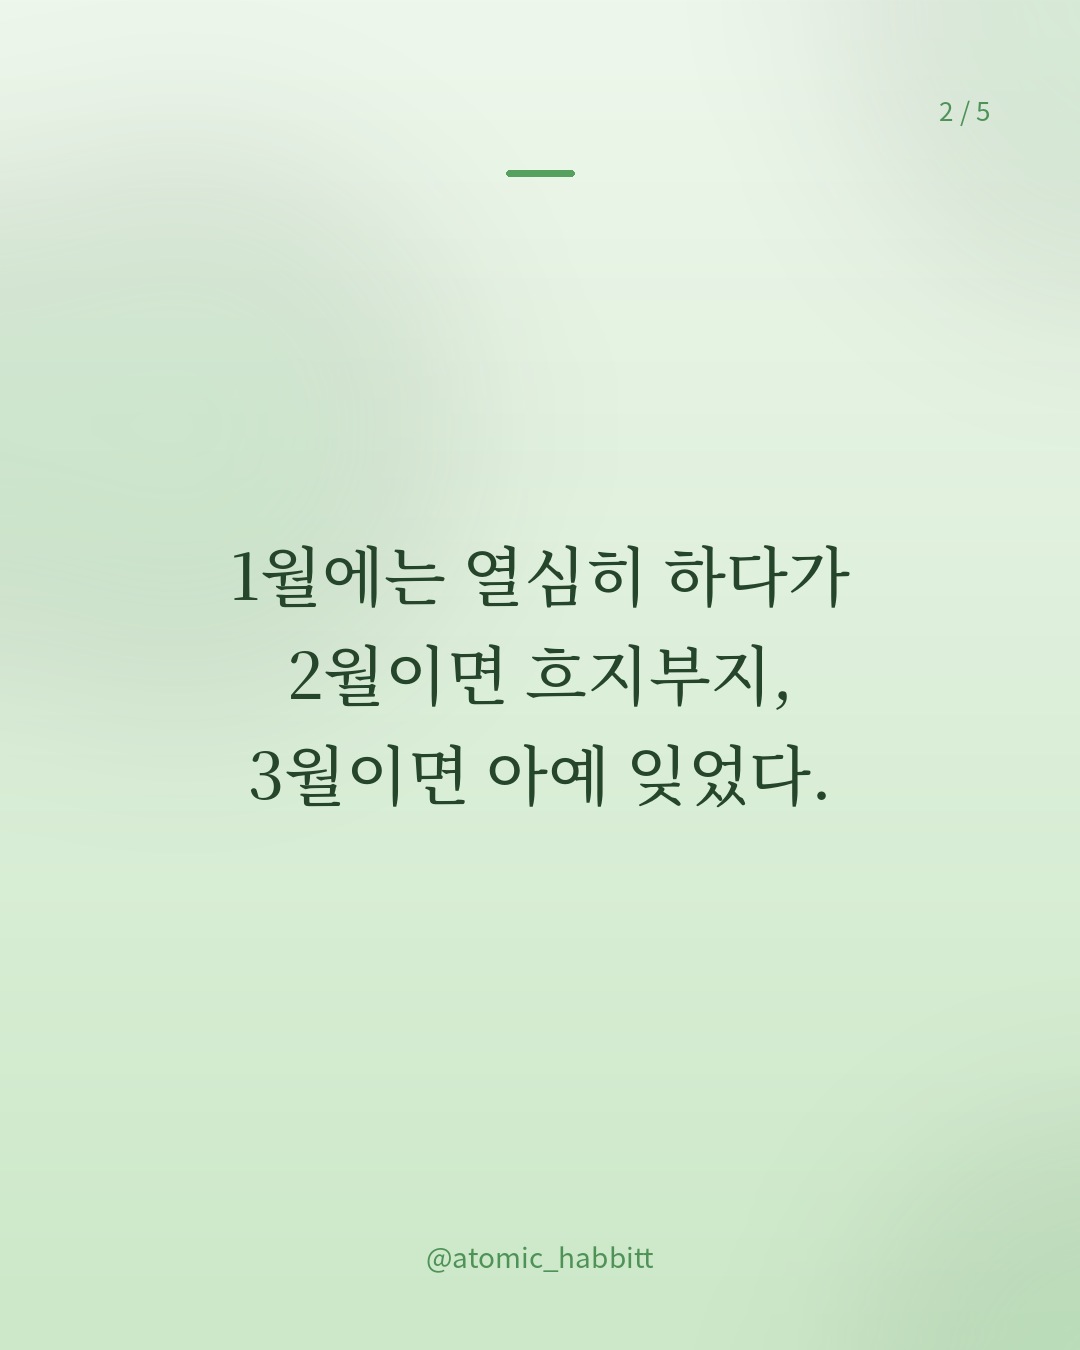 2 / 5
1월에는 열심히 하다가
2월이면 흐지부지,
3월이면 아예 잊었다.
@atomic_habbitt